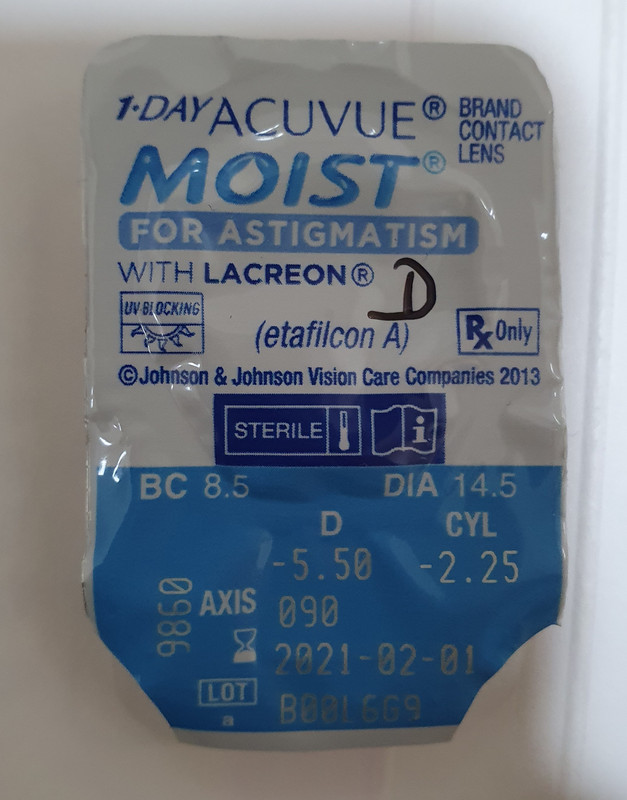 1·DAY ACUVUE® BRAND
CONTACT
LENS
MOIST®
FOR ASTIGMATISM
WITH LACREON®
D
UV BLOCKING
(etafilcon A)
Rx Only
©Johnson & Johnson Vision Care Companies 2013
STERILE
i
BC 8.5 DIA 14.5
D CYL
-5.50 -2.25
9860
AXIS 090
2021-02-01
LOT B00L6G9
a